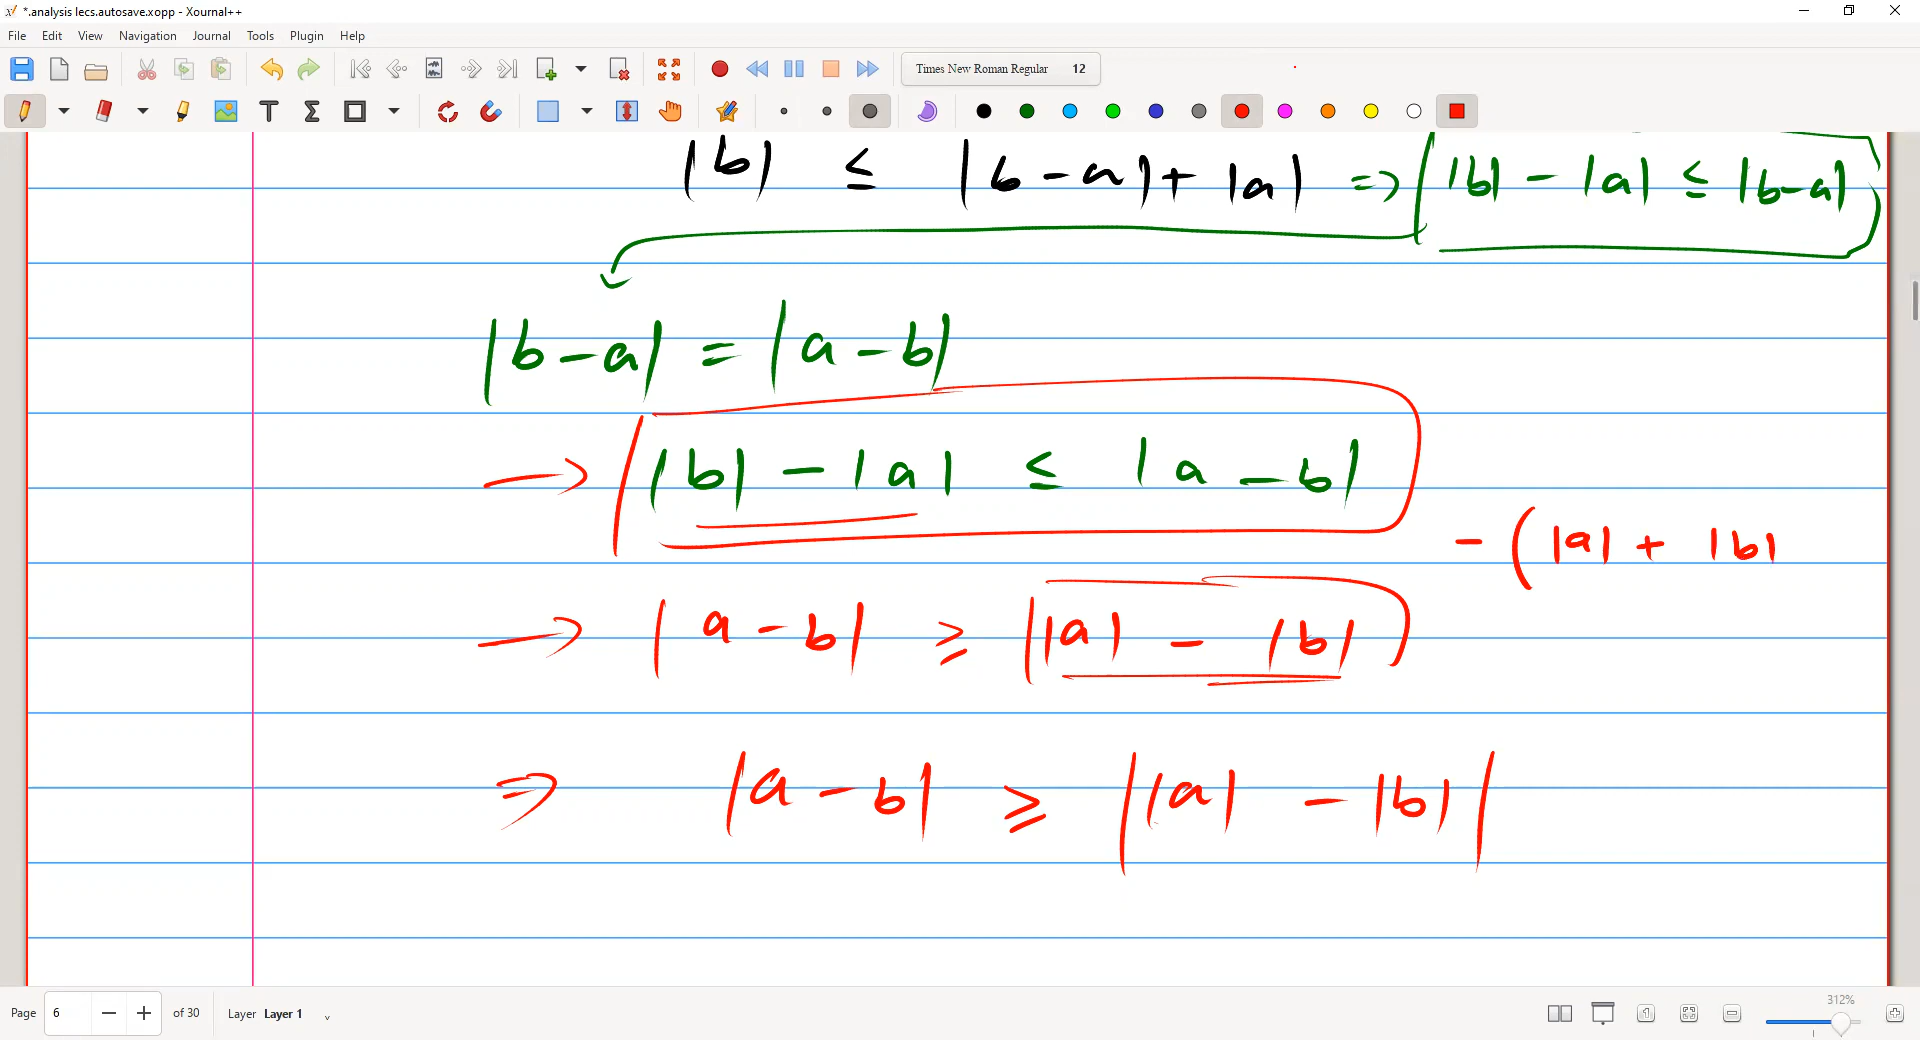 *.analysis lecs.autosave.xopp - Xournal++
File Edit View Navigation Journal Tools Plugin Help
Times New Roman Regular 12
|b| ≤ |b-a| + |a| => |b| - |a| ≤ |b-a|
|b-a| = |a-b|
→ |b| - |a| ≤ |a-b|
- (|a| + |b|
→ |a-b| ≥ |a| - |b|
=> |a-b| ≥ ||a| - |b||
Page 6 of 30 Layer Layer 1 312%